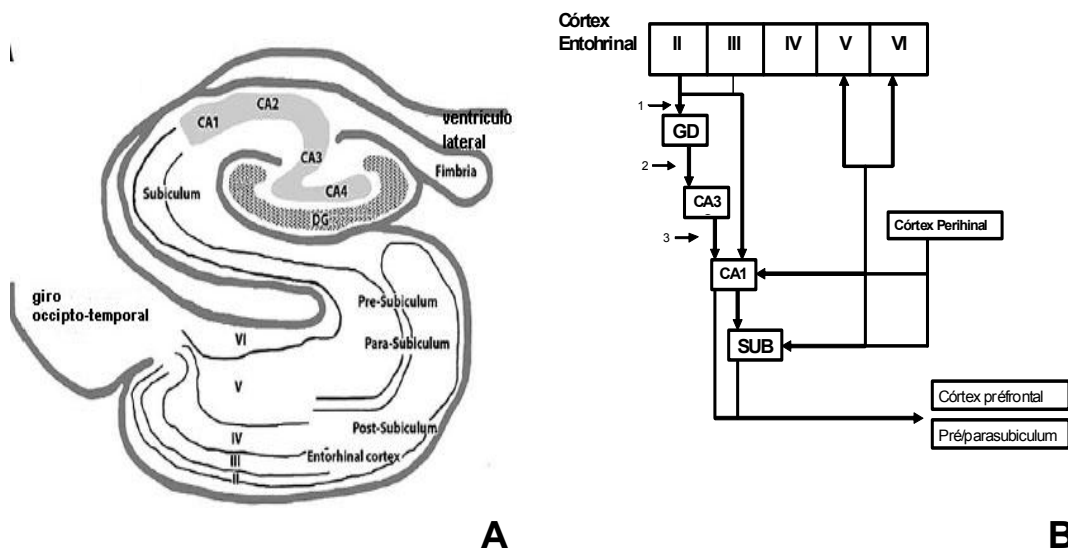 CA2
CA1
ventriculo
lateral
CA3
Fimbria
Subiculum
CA4
DG
giro
occipto-temporal
Pre-Subiculum
VI
Para-Subiculum
V
Post-Subiculum
IV
Entorhinal cortex
III
II
A
Córtex
Entohrinal
II
III
IV
V
VI
1
GD
2
CA3
3
Córtex Perihinal
CA1
SUB
Córtex préfrontal
Pré/parasubiculum
B